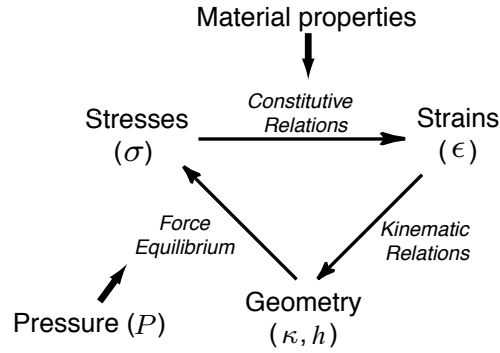 Material properties
Constitutive
Relations
Stresses
(σ)
Strains
(ϵ)
Force
Equilibrium
Kinematic
Relations
Geometry
(κ, h)
Pressure (P)